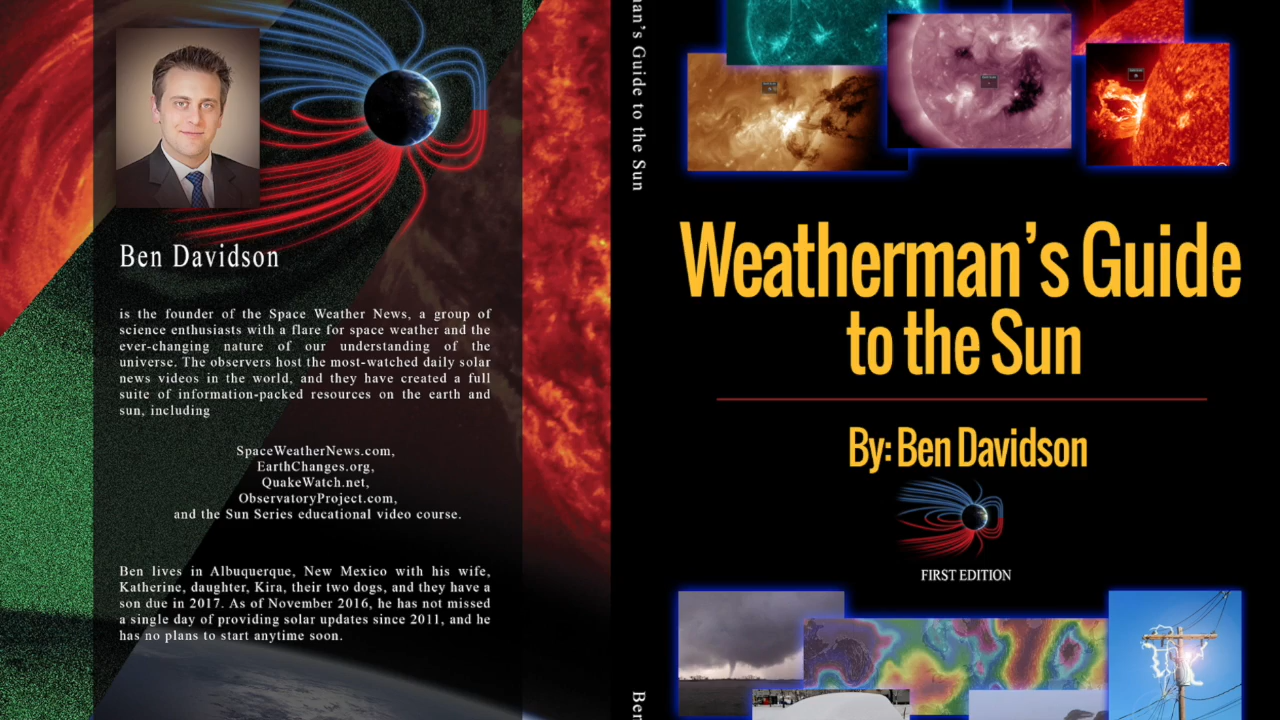 Ben Davidson
is the founder of the Space Weather News, a group of
science enthusiasts with a flare for space weather and the
ever-changing nature of our understanding of the
universe. The observers host the most-watched daily solar
news videos in the world, and they have created a full
suite of information-packed resources on the earth and
sun, including
SpaceWeatherNews.com,
EarthChanges.org,
QuakeWatch.net,
ObservatoryProject.com,
and the Sun Series educational video course.
Ben lives in Albuquerque, New Mexico with his wife,
Katherine, daughter, Kira, their two dogs, and they have a
son due in 2017. As of November 2016, he has not missed
a single day of providing solar updates since 2011, and he
has no plans to start anytime soon.
man's Guide to the Sun
Ben
Weatherman's Guide
to the Sun
By: Ben Davidson
FIRST EDITION